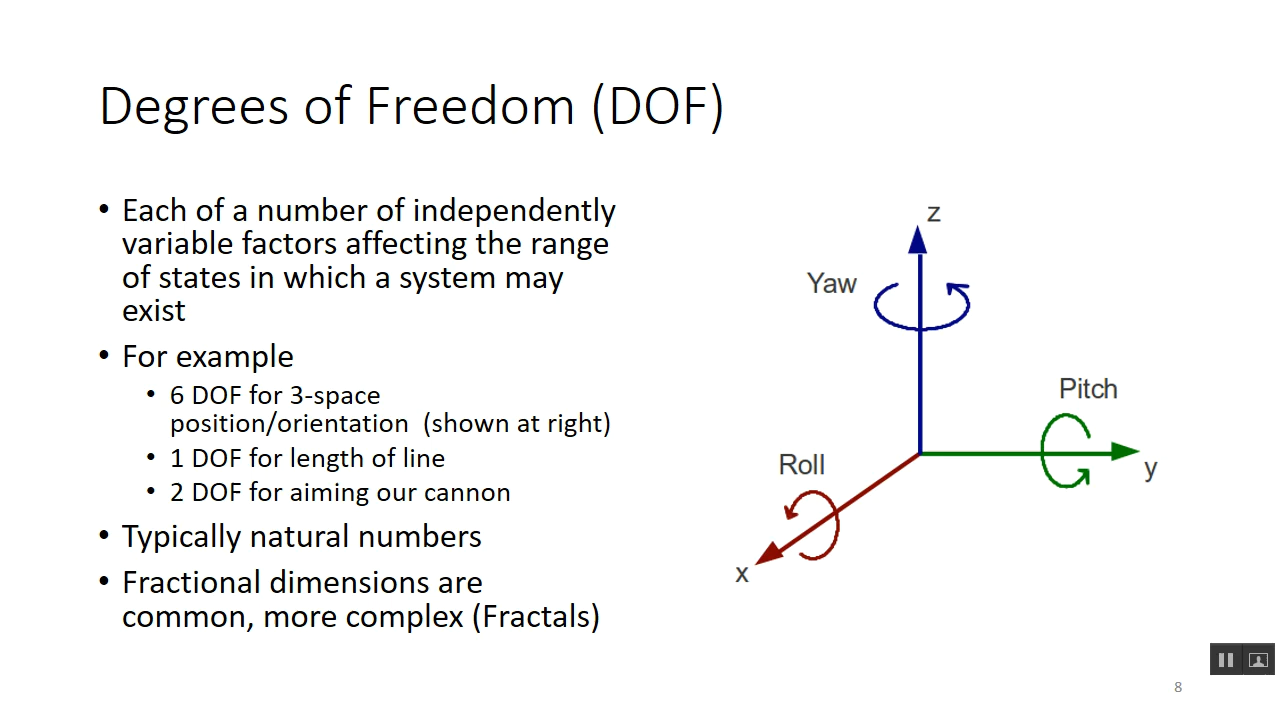 Degrees of Freedom (DOF)
• Each of a number of independently
variable factors affecting the range
of states in which a system may
exist
• For example
• 6 DOF for 3-space
position/orientation (shown at right)
• 1 DOF for length of line
• 2 DOF for aiming our cannon
• Typically natural numbers
• Fractional dimensions are
common, more complex (Fractals)
z
Yaw
Pitch
y
Roll
x
8